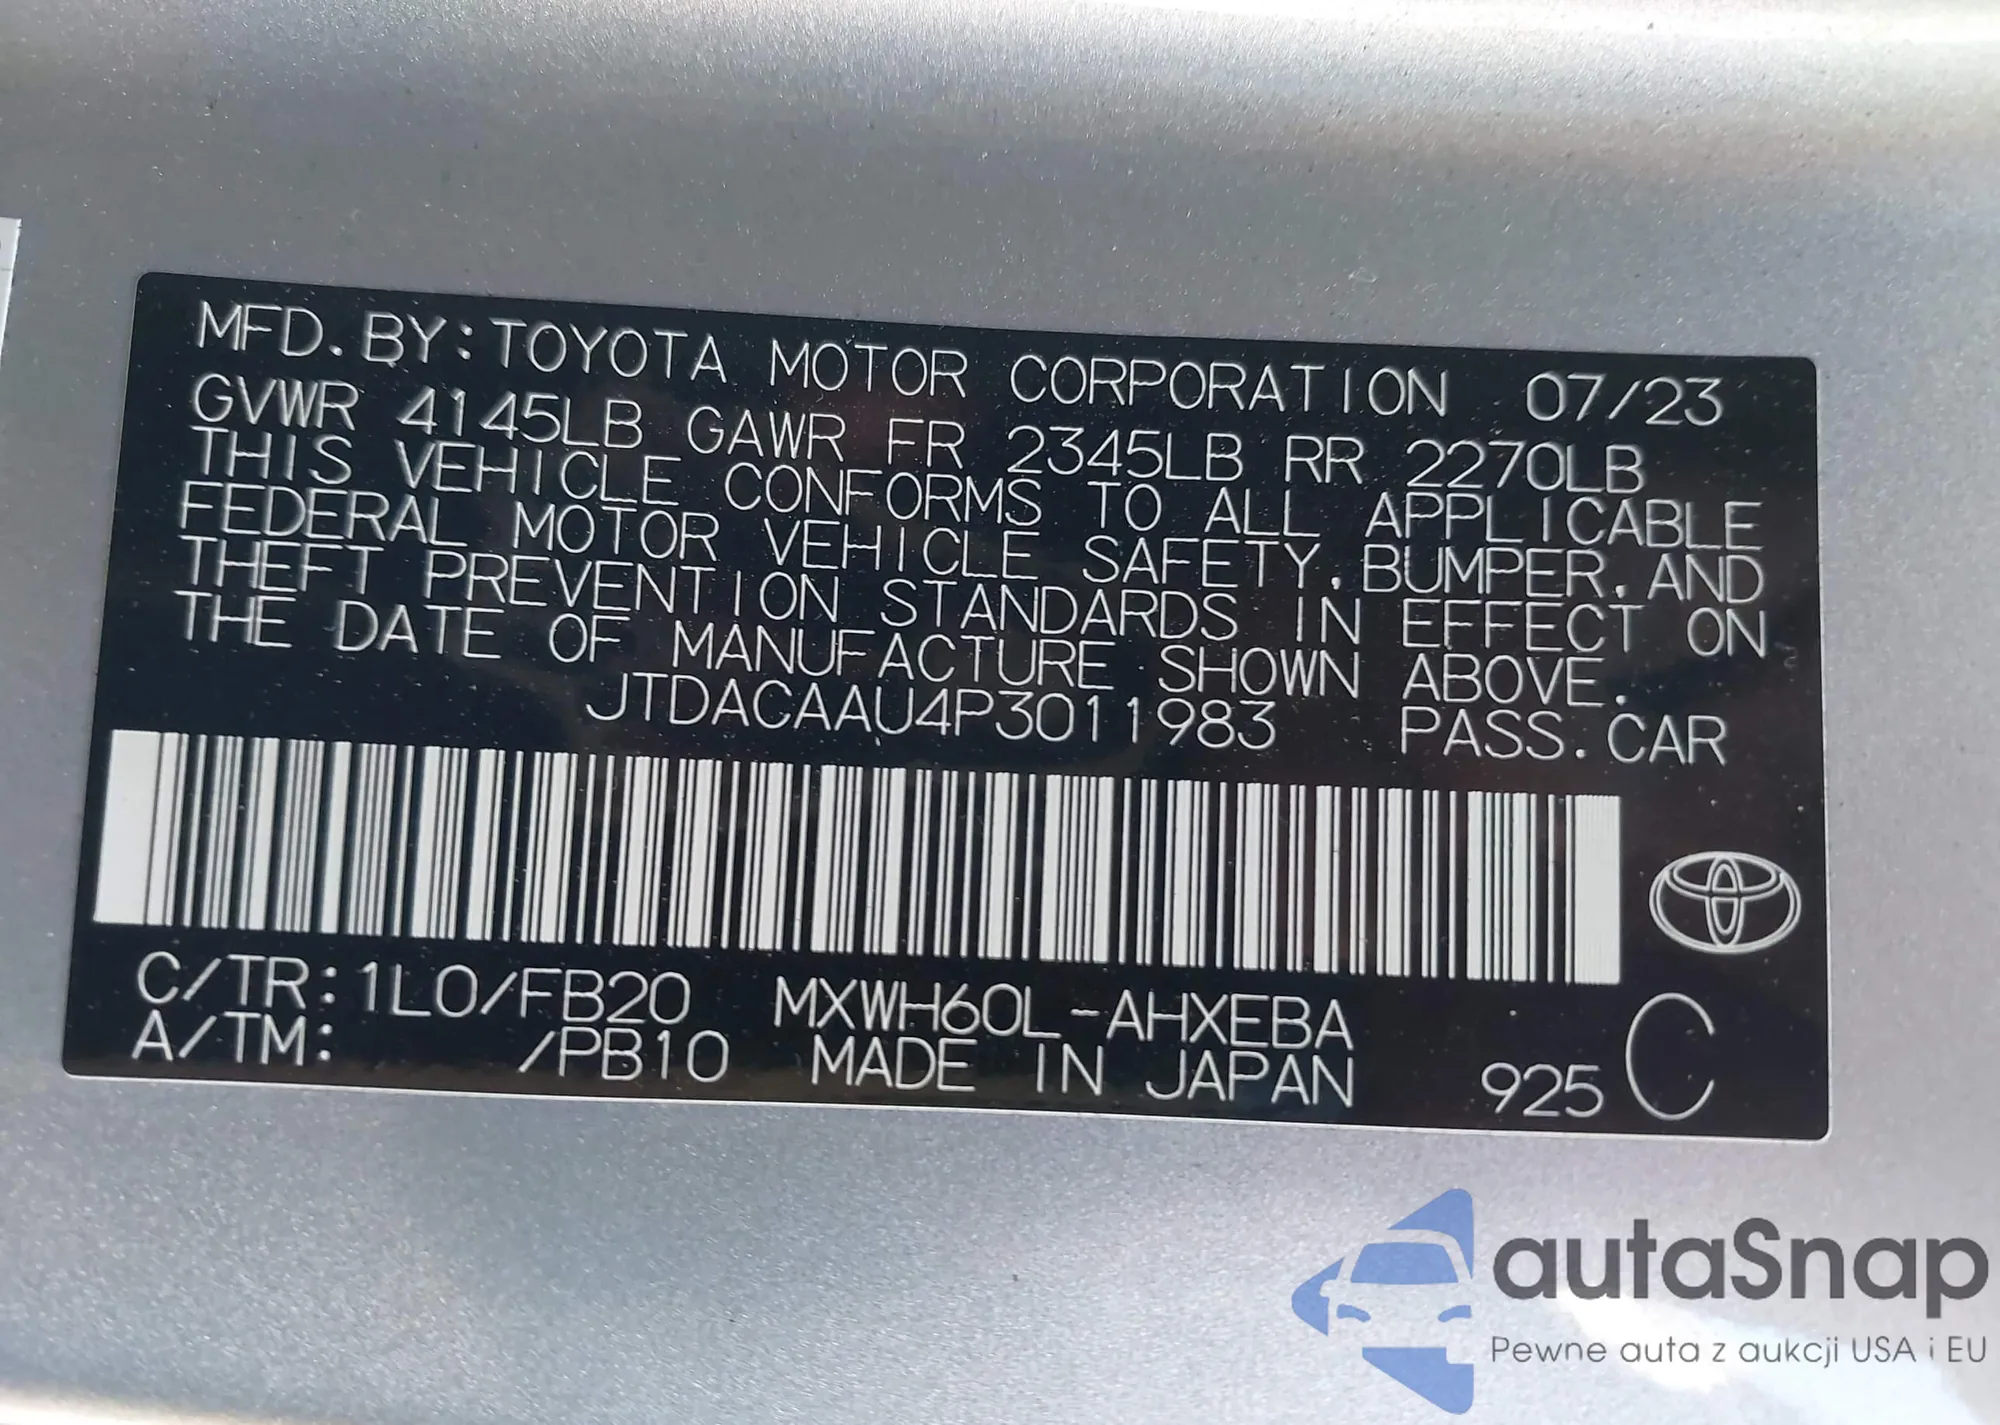 MFD. BY: TOYOTA MOTOR CORPORATION 07/23
GVWR 4145LB GAWR FR 2345LB RR 2270LB
THIS VEHICLE CONFORMS TO ALL APPLICABLE
FEDERAL MOTOR VEHICLE SAFETY, BUMPER, AND
THEFT PREVENTION STANDARDS IN EFFECT ON
THE DATE OF MANUFACTURE SHOWN ABOVE.
JTDACAAU4P3011983 PASS. CAR
C/TR: 1L0/FB20 MXWH60L-AHXEBA
A/TM: /PB10 MADE IN JAPAN 925 C
autaSnap
Pewne auta z aukcji USA i EU